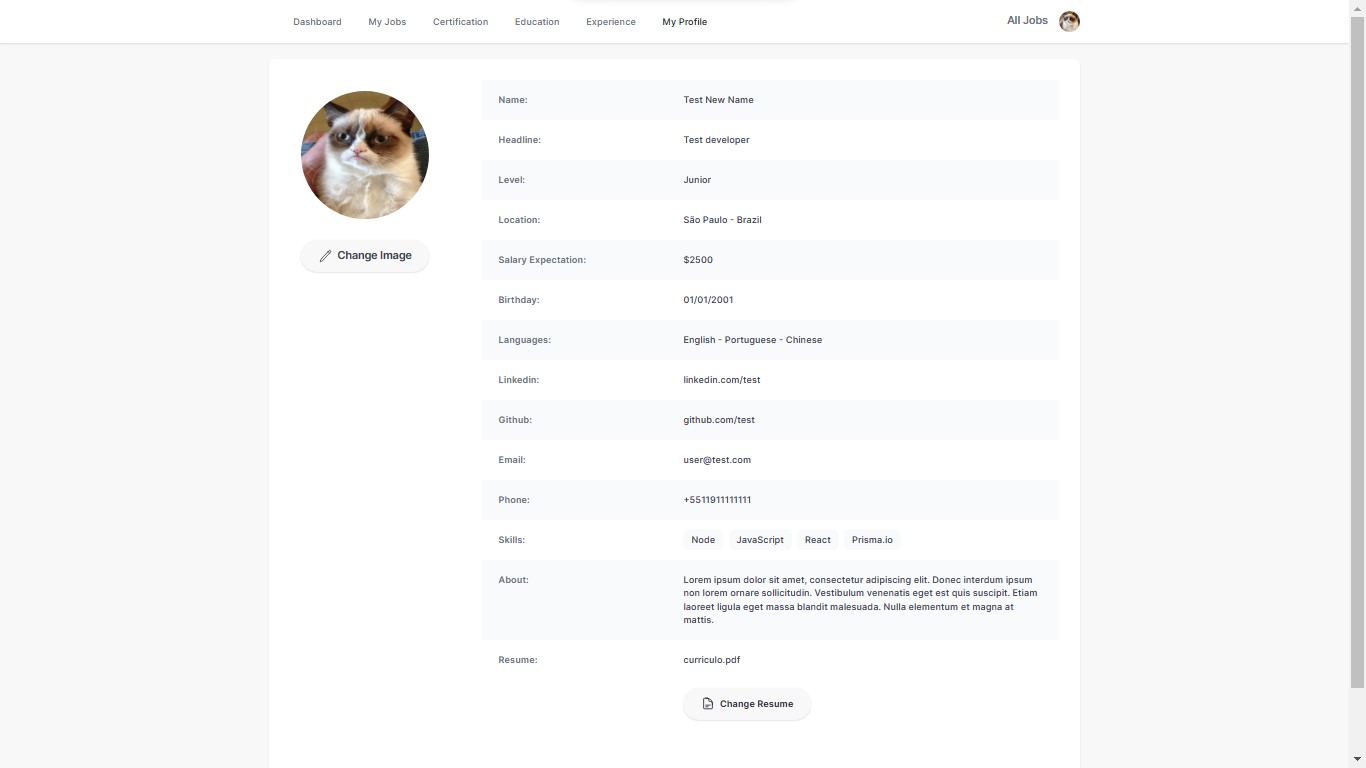 Dashboard My Jobs Certification Education Experience My Profile All Jobs
Change Image
Name: Test New Name
Headline: Test developer
Level: Junior
Location: São Paulo - Brazil
Salary Expectation: $2500
Birthday: 01/01/2001
Languages: English - Portuguese - Chinese
Linkedin: linkedin.com/test
Github: github.com/test
Email: user@test.com
Phone: +5511911111111
Skills: Node JavaScript React Prisma.io
About: Lorem ipsum dolor sit amet, consectetur adipiscing elit. Donec interdum ipsum
non lorem ornare sollicitudin. Vestibulum venenatis eget est quis suscipit. Etiam
laoreet ligula eget massa blandit malesuada. Nulla elementum et magna at
mattis.
Resume: curriculo.pdf
Change Resume